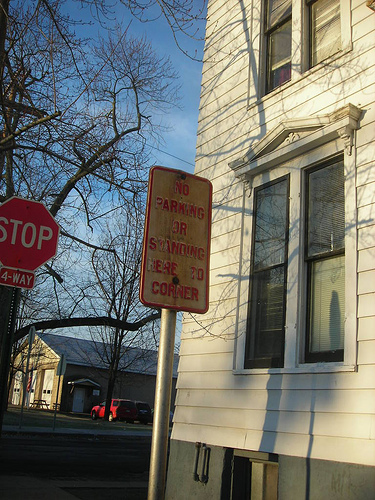 STOP
4-WAY
NO
PARKING
OR
STANDING
HERE TO
CORNER